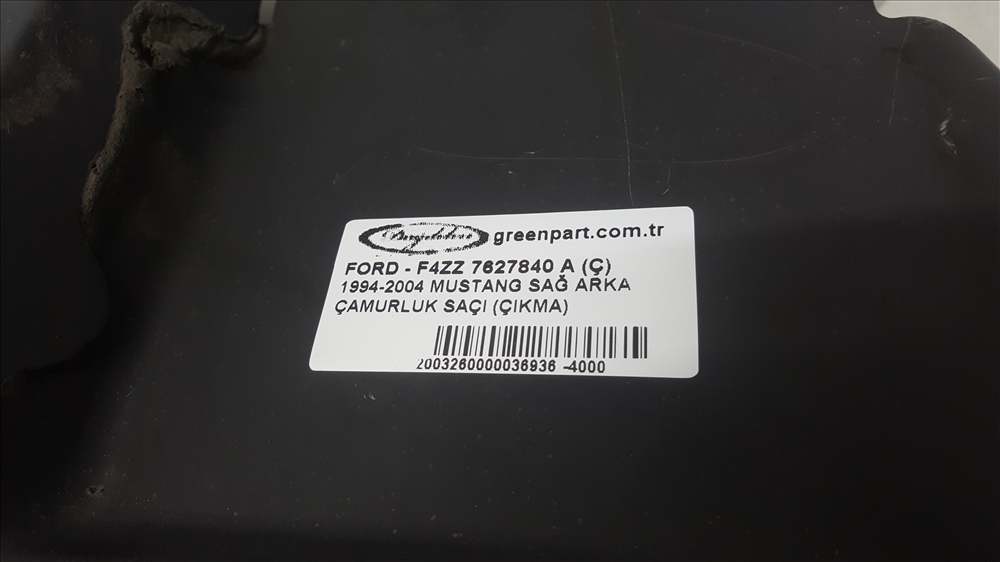 greenpart.com.tr
FORD - F4ZZ 7627840 A (Ç)
1994-2004 MUSTANG SAĞ ARKA
ÇAMURLUK SAÇI (ÇIKMA)
2003260000036936 -4000